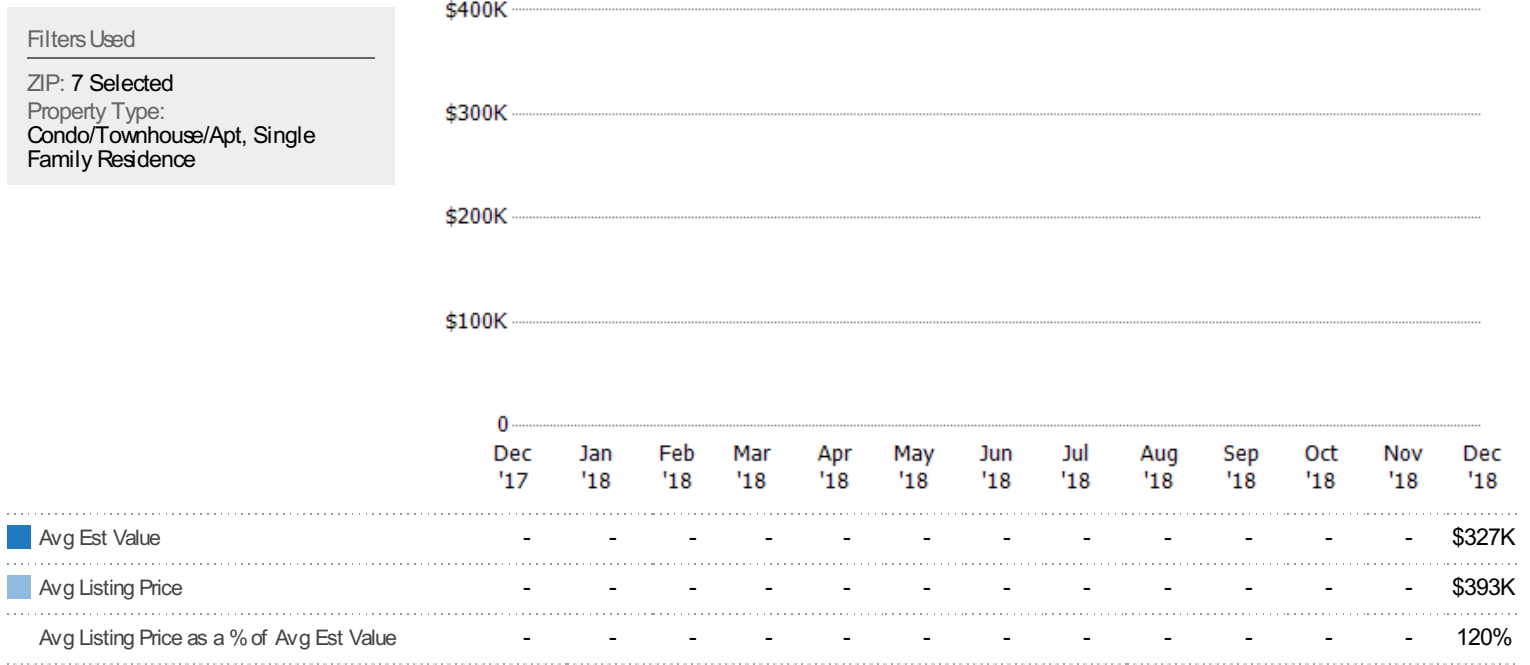 Filters Used
ZIP: 7 Selected
Property Type:
Condo/Townhouse/Apt, Single
Family Residence
$400K
$300K
$200K
$100K
0
Dec Jan Feb Mar Apr May Jun Jul Aug Sep Oct Nov Dec
'17 '18 '18 '18 '18 '18 '18 '18 '18 '18 '18 '18 '18
Avg Est Value - - - - - - - - - - - - $327K
Avg Listing Price - - - - - - - - - - - - $393K
Avg Listing Price as a % of Avg Est Value - - - - - - - - - - - - 120%